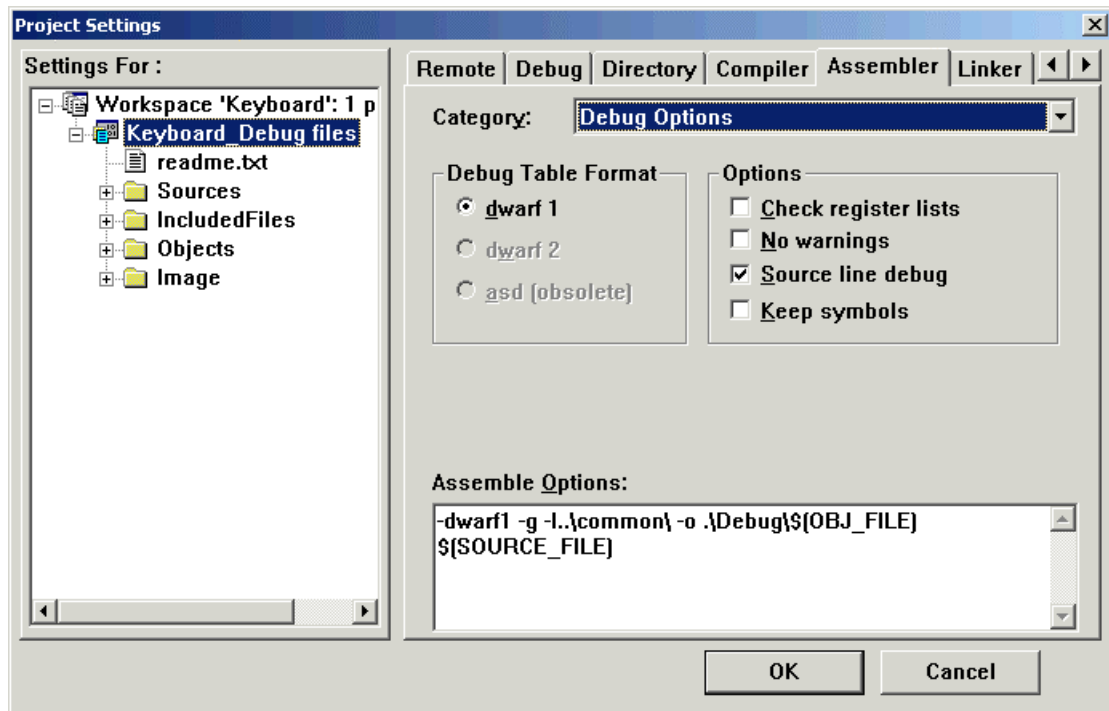 Project Settings
Settings For :
Workspace 'Keyboard': 1 p
Keyboard_Debug files
readme.txt
Sources
IncludedFiles
Objects
Image
Remote Debug Directory Compiler Assembler Linker
Category: Debug Options
Debug Table Format
dwarf 1
dwarf 2
asd (obsolete)
Options
Check register lists
No warnings
Source line debug
Keep symbols
Assemble Options:
-dwarf1 -g -I..\common\ -o .\Debug\$(OBJ_FILE)
$(SOURCE_FILE)
OK Cancel